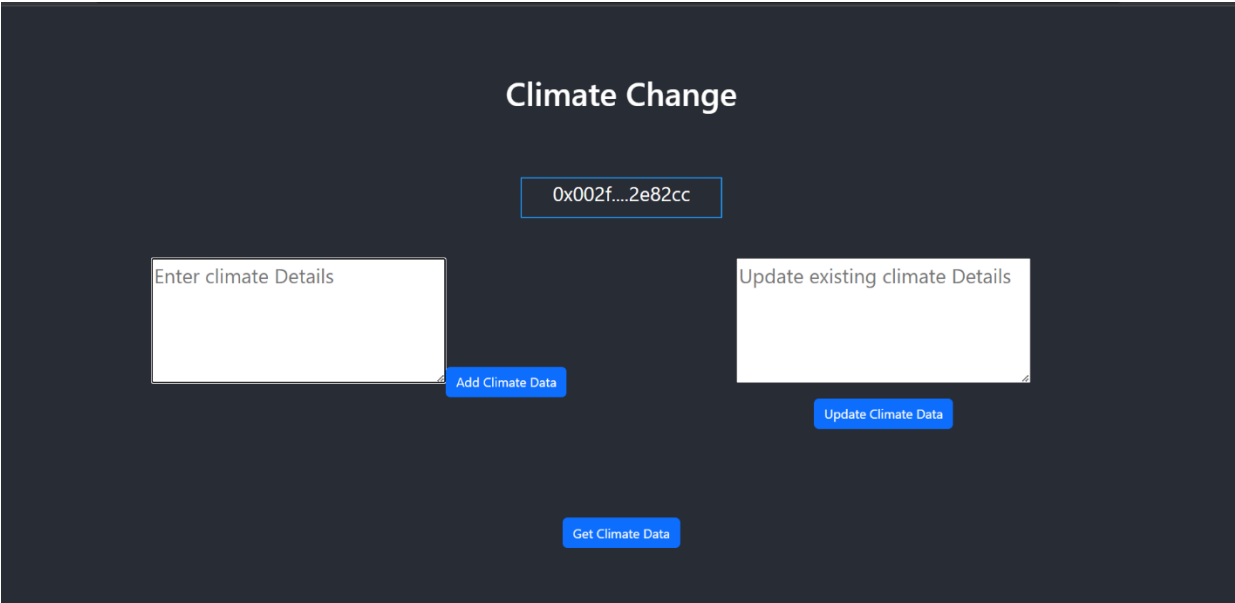 Climate Change
0x002f....2e82cc
Enter climate Details
Add Climate Data
Update existing climate Details
Update Climate Data
Get Climate Data